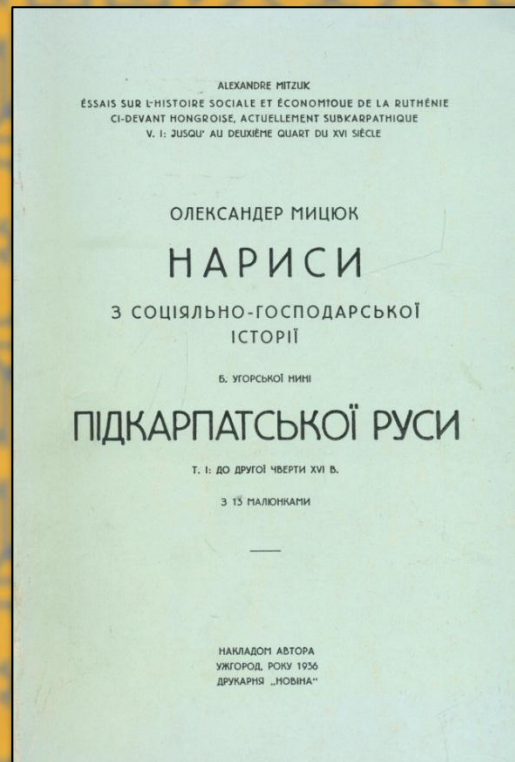 ALEXANDRE MITZUK
ÉSSAIS SUR L'HISTOIRE SOCIALE ET ÉCONOMIQUE DE LA RUTHÉNIE
CI-DEVANT HONGROISE, ACTUELLEMENT SUBKARPATHIQUE
V. I: JUSQU' AU DEUXIÈME QUART DU XVI SIÈCLE
ОЛЕКСАНДЕР МИЦЮК
НАРИСИ
З СОЦІЯЛЬНО-ГОСПОДАРСЬКОЇ
ІСТОРІЇ
Б. УГОРСЬКОЇ НИНІ
ПІДКАРПАТСЬКОЇ РУСИ
Т. І: ДО ДРУГОЇ ЧВЕРТИ XVI В.
З 13 МАЛЮНКАМИ
НАКЛАДОМ АВТОРА
УЖГОРОД, РОКУ 1936
ДРУКАРНЯ „НОВІНА"